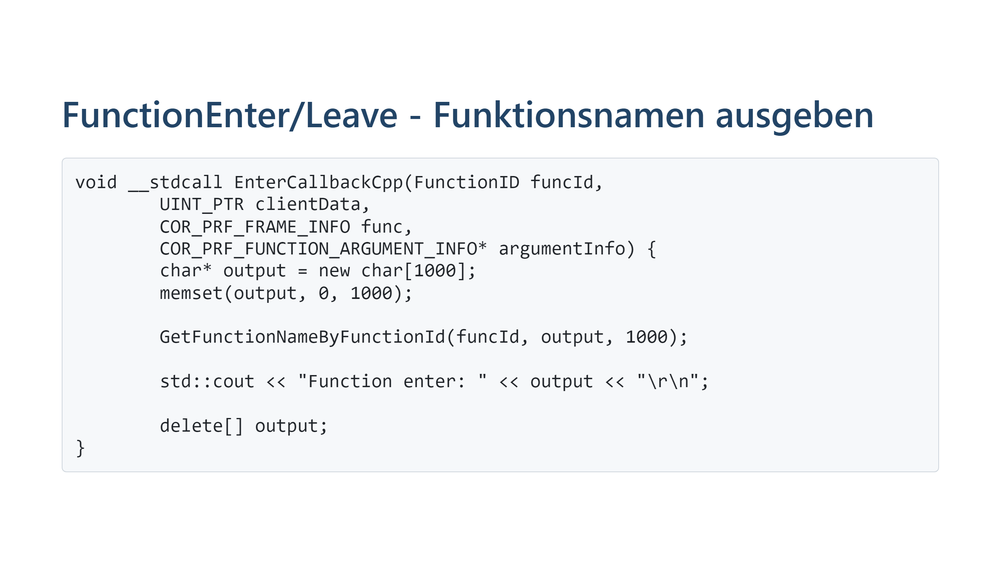 FunctionEnter/Leave - Funktionsnamen ausgeben
void __stdcall EnterCallbackCpp(FunctionID funcId,
        UINT_PTR clientData,
        COR_PRF_FRAME_INFO func,
        COR_PRF_FUNCTION_ARGUMENT_INFO* argumentInfo) {
        char* output = new char[1000];
        memset(output, 0, 1000);

        GetFunctionNameByFunctionId(funcId, output, 1000);

        std::cout << "Function enter: " << output << "\r\n";

        delete[] output;
}